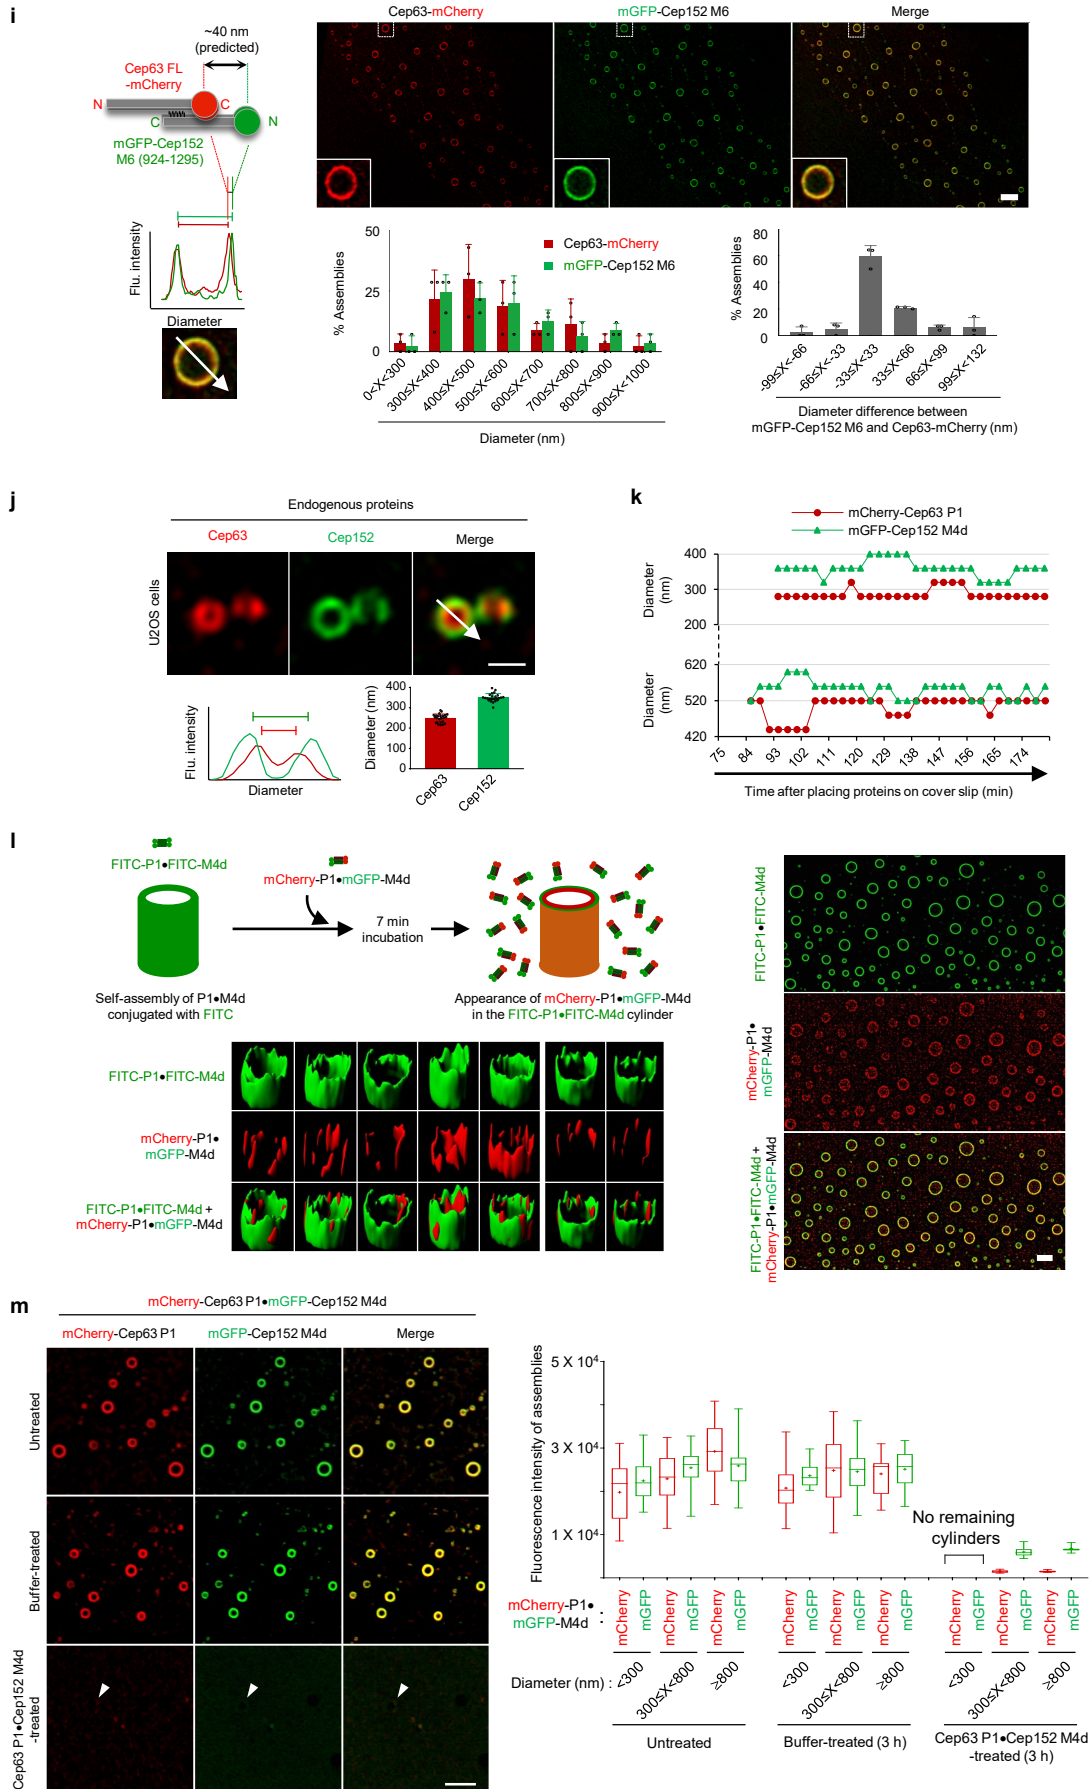 i
~40 nm
(predicted)
Cep63 FL
-mCherry
N
C
C
N
mGFP-Cep152
M6 (924-1295)
Flu. intensity
Diameter
Cep63-mCherry
mGFP-Cep152 M6
Merge
% Assemblies
50
25
0
Cep63-mCherry
mGFP-Cep152 M6
0<X<300
300≤X<400
400≤X<500
500≤X<600
600≤X<700
700≤X<800
800≤X<900
900≤X<1000
Diameter (nm)
% Assemblies
80
60
40
20
0
-99≤X<-66
-66≤X<-33
-33≤X<33
33≤X<66
66≤X<99
99≤X<132
Diameter difference between
mGFP-Cep152 M6 and Cep63-mCherry (nm)
j
Endogenous proteins
Cep63
Cep152
Merge
U2OS cells
Flu. intensity
Diameter
Diameter (nm)
400
300
200
100
0
Cep63
Cep152
k
mCherry-Cep63 P1
mGFP-Cep152 M4d
Diameter
(nm)
400
300
200
Diameter
(nm)
620
520
420
75
84
93
102
111
120
129
138
147
156
165
174
Time after placing proteins on cover slip (min)
l
FITC-P1●FITC-M4d
mCherry-P1●mGFP-M4d
7 min
incubation
Self-assembly of P1●M4d
conjugated with FITC
Appearance of mCherry-P1●mGFP-M4d
in the FITC-P1●FITC-M4d cylinder
FITC-P1●FITC-M4d
mCherry-P1●
mGFP-M4d
FITC-P1●FITC-M4d +
mCherry-P1●mGFP-M4d
FITC-P1●FITC-M4d
mCherry-P1●
mGFP-M4d
FITC-P1●FITC-M4d +
mCherry-P1●mGFP-M4d
m
mCherry-Cep63 P1●mGFP-Cep152 M4d
mCherry-Cep63 P1
mGFP-Cep152 M4d
Merge
Untreated
Buffer-treated
Cep63 P1●Cep152 M4d
-treated
Fluorescence intensity of assemblies
5 X 10⁴
3 X 10⁴
1 X 10⁴
No remaining
cylinders
mCherry-P1●
mGFP-M4d
:
mCherry
mGFP
mCherry
mGFP
mCherry
mGFP
mCherry
mGFP
mCherry
mGFP
mCherry
mGFP
mCherry
mGFP
mCherry
mGFP
mCherry
mGFP
Diameter (nm) :
<300
300≤X<800
≥800
<300
300≤X<800
≥800
<300
300≤X<800
≥800
Untreated
Buffer-treated (3 h)
Cep63 P1●Cep152 M4d
-treated (3 h)